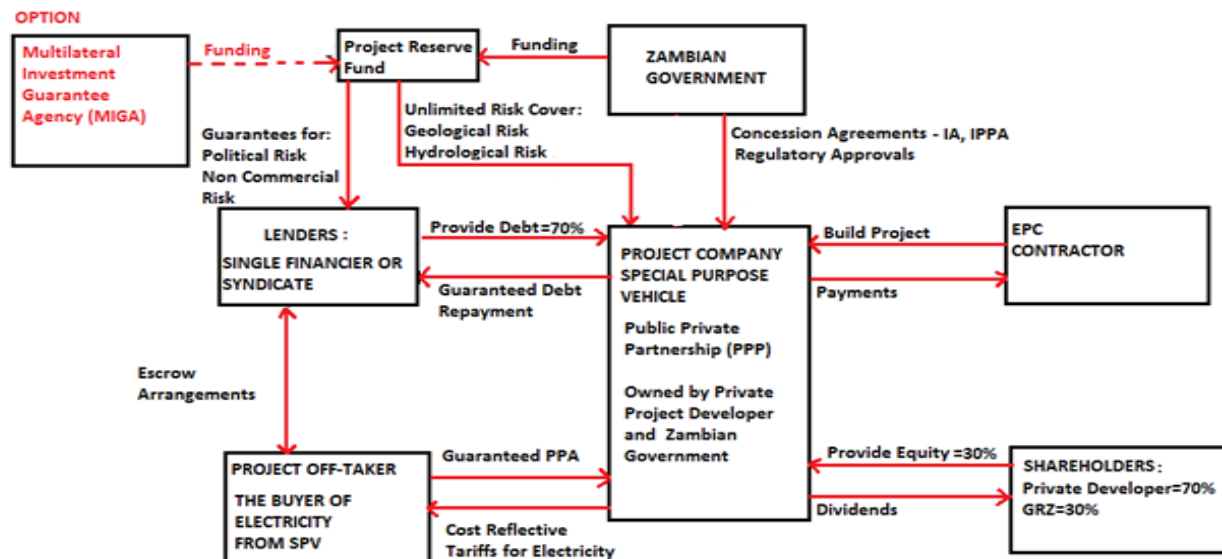 OPTION
Multilateral
Investment
Guarantee
Agency (MIGA)
Funding
Project Reserve
Fund
Funding
ZAMBIAN
GOVERNMENT
Guarantees for:
Political Risk
Non Commercial
Risk
Unlimited Risk Cover:
Geological Risk
Hydrological Risk
Concession Agreements - IA, IPPA
Regulatory Approvals
LENDERS :
SINGLE FINANCIER OR
SYNDICATE
Provide Debt=70%
Guaranteed Debt
Repayment
PROJECT COMPANY
SPECIAL PURPOSE
VEHICLE
Public Private
Partnership (PPP)
Owned by Private
Project Developer
and Zambian
Government
Build Project
Payments
EPC
CONTRACTOR
Escrow
Arrangements
PROJECT OFF-TAKER
THE BUYER OF
ELECTRICITY
FROM SPV
Guaranteed PPA
Cost Reflective
Tariffs for Electricity
Provide Equity =30%
Dividends
SHAREHOLDERS:
Private Developer=70%
GRZ=30%